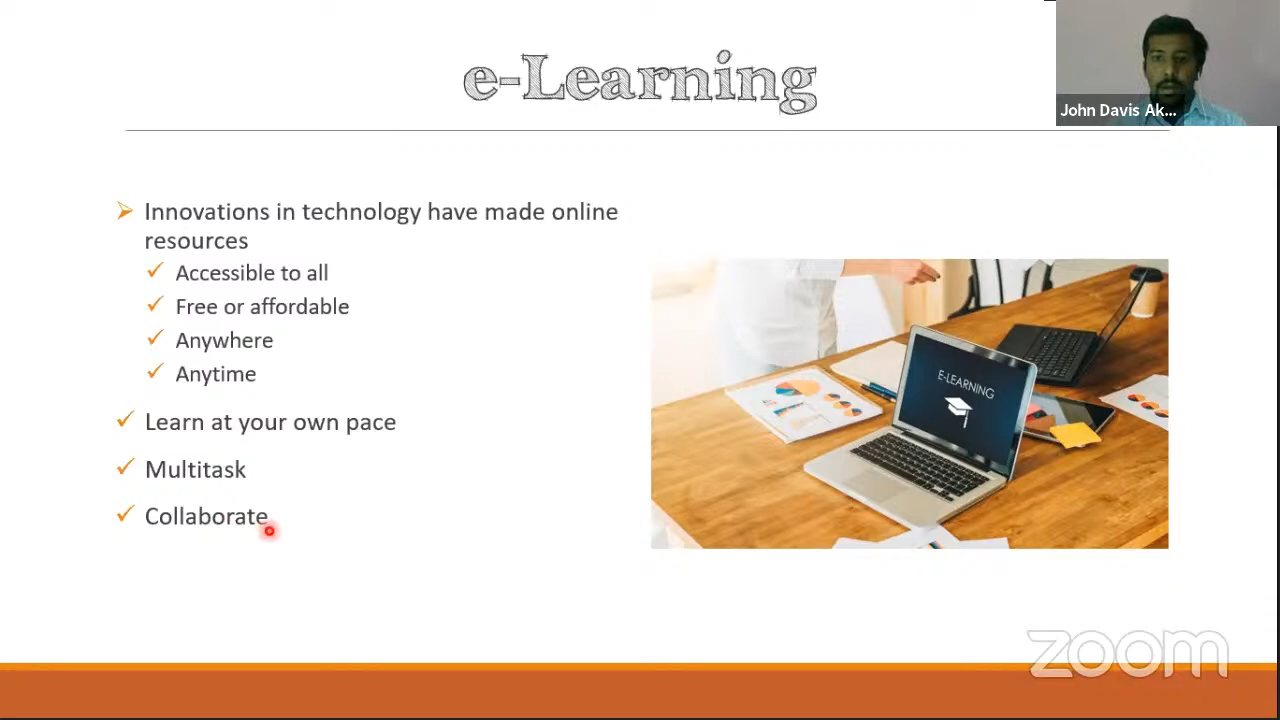 e-Learning
John Davis Ak...
Innovations in technology have made online
resources
Accessible to all
Free or affordable
Anywhere
Anytime
Learn at your own pace
Multitask
Collaborate
E-LEARNING
zoom